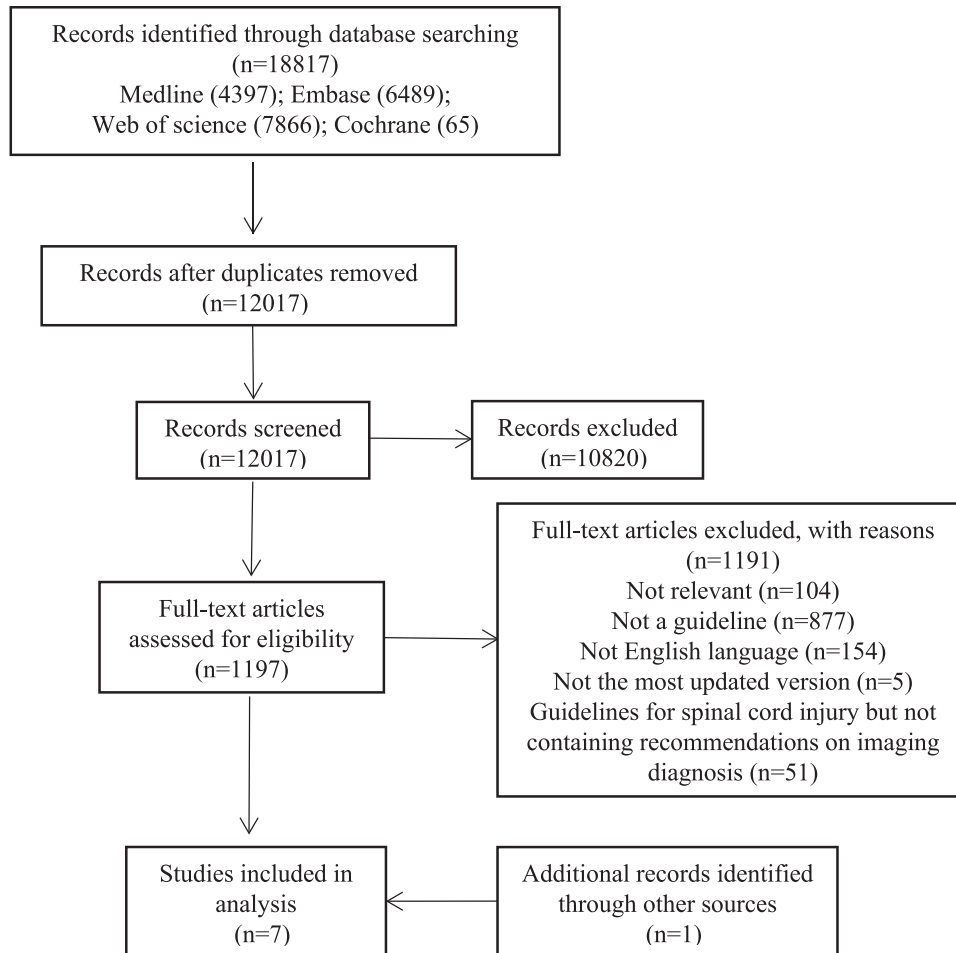 Records identified through database searching
(n=18817)
Medline (4397); Embase (6489);
Web of science (7866); Cochrane (65)
Records after duplicates removed
(n=12017)
Records screened
(n=12017)
Records excluded
(n=10820)
Full-text articles
assessed for eligibility
(n=1197)
Full-text articles excluded, with reasons
(n=1191)
Not relevant (n=104)
Not a guideline (n=877)
Not English language (n=154)
Not the most updated version (n=5)
Guidelines for spinal cord injury but not
containing recommendations on imaging
diagnosis (n=51)
Studies included in
analysis
(n=7)
Additional records identified
through other sources
(n=1)